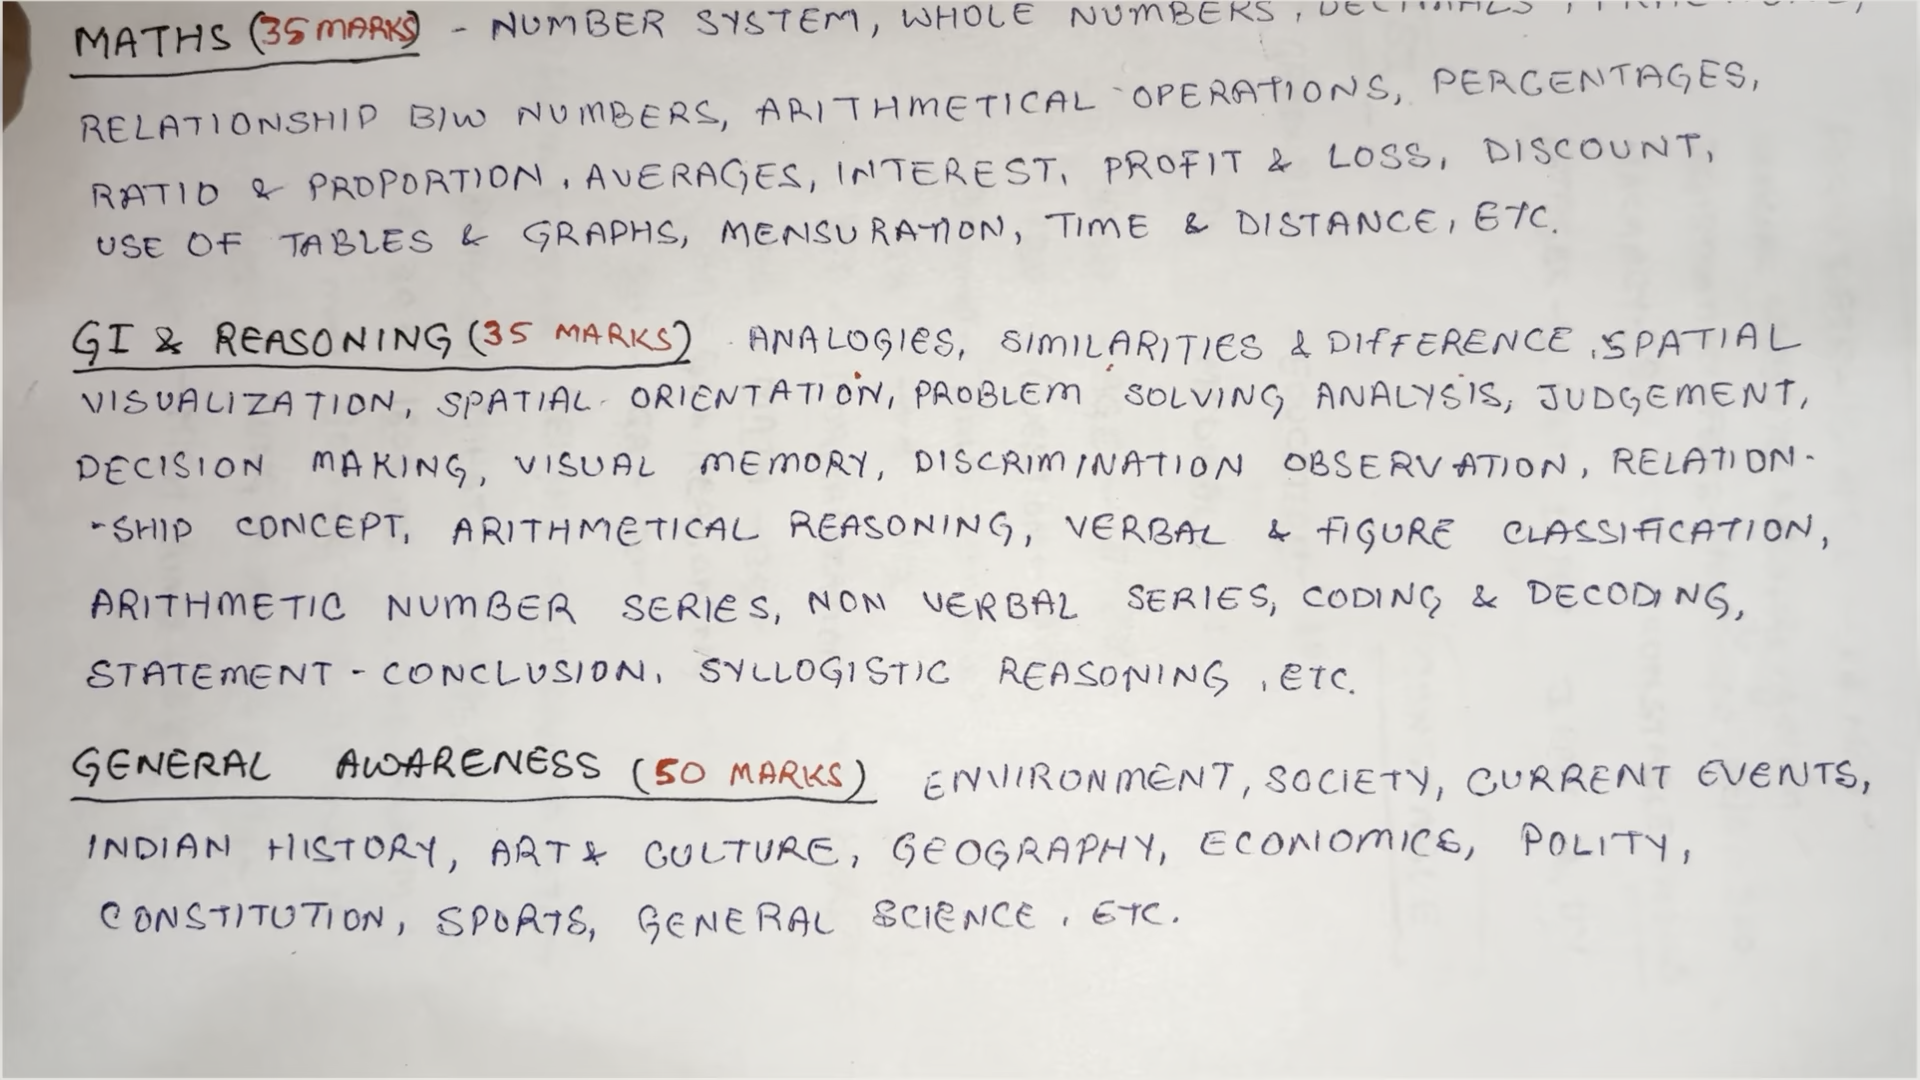 MATHS (35 MARKS) - NUMBER SYSTEM, WHOLE NUMBERS, DECIMALS,
RELATIONSHIP B/W NUMBERS, ARITHMETICAL OPERATIONS, PERCENTAGES,
RATIO & PROPORTION, AVERAGES, INTEREST, PROFIT & LOSS, DISCOUNT,
USE OF TABLES & GRAPHS, MENSURATION, TIME & DISTANCE, ETC.
GI & REASONING (35 MARKS) ANALOGIES, SIMILARITIES & DIFFERENCE, SPATIAL
VISUALIZATION, SPATIAL ORIENTATION, PROBLEM SOLVING ANALYSIS, JUDGEMENT,
DECISION MAKING, VISUAL MEMORY, DISCRIMINATION OBSERVATION, RELATION-
-SHIP CONCEPT, ARITHMETICAL REASONING, VERBAL & FIGURE CLASSIFICATION,
ARITHMETIC NUMBER SERIES, NON VERBAL SERIES, CODING & DECODING,
STATEMENT - CONCLUSION, SYLLOGISTIC REASONING, ETC.
GENERAL AWARENESS (50 MARKS) ENVIRONMENT, SOCIETY, CURRENT EVENTS,
INDIAN HISTORY, ART & CULTURE, GEOGRAPHY, ECONOMICS, POLITY,
CONSTITUTION, SPORTS, GENERAL SCIENCE, ETC.